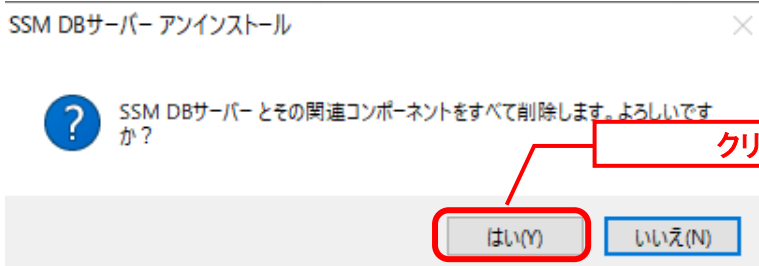 SSM DBサーバー アンインストール
SSM DBサーバー とその関連コンポーネントをすべて削除します。よろしいです
か？
クリ
はい(Y)
いいえ(N)